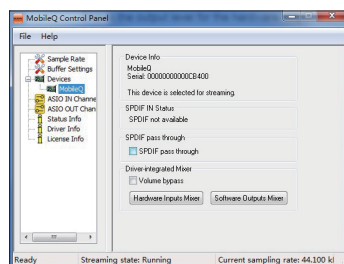 MobileQ Control Panel
File Help
Sample Rate
Buffer Settings
Devices
MobileQ
ASIO IN Channe
ASIO OUT Chan
Status Info
Driver Info
License Info
Device Info
MobileQ
Serial: 00000000000CB400
This device is selected for streaming.
SPDIF IN Status
SPDIF not available
SPDIF pass through
SPDIF pass through
Driver-integrated Mixer
Volume bypass
Hardware Inputs Mixer Software Outputs Mixer
Ready Streaming state: Running Current sampling rate: 44.100 kl